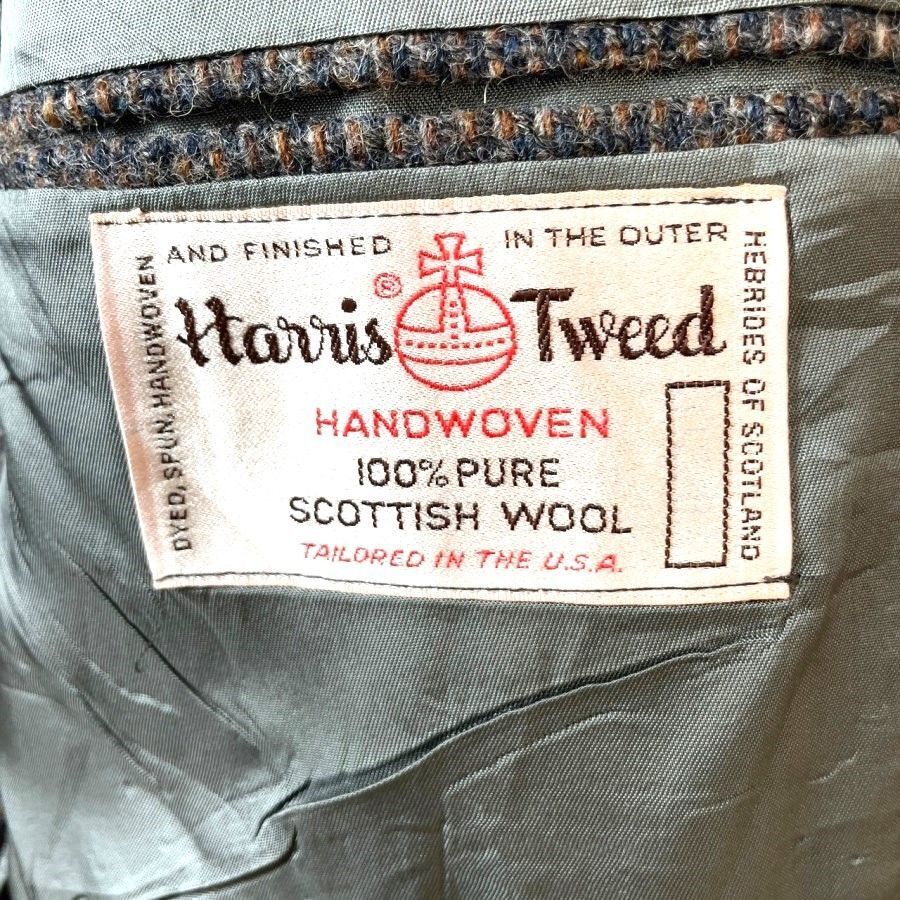 DYED, SPUN, HANDWOVEN
AND FINISHED
IN THE OUTER
HEBRIDES OF SCOTLAND
Harris ® Tweed
HANDWOVEN
100% PURE
SCOTTISH WOOL
TAILORED IN THE U.S.A.